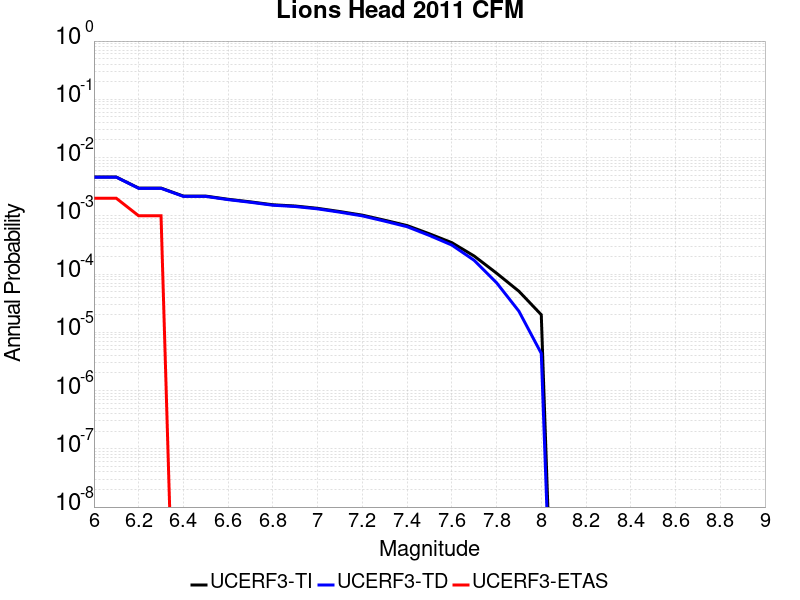 Lions Head 2011 CFM
10^0
10^-1
10^-2
10^-3
10^-4
10^-5
10^-6
10^-7
10^-8
Annual Probability
6 6.2 6.4 6.6 6.8 7 7.2 7.4 7.6 7.8 8 8.2 8.4 8.6 8.8 9
Magnitude
UCERF3-TI UCERF3-TD UCERF3-ETAS